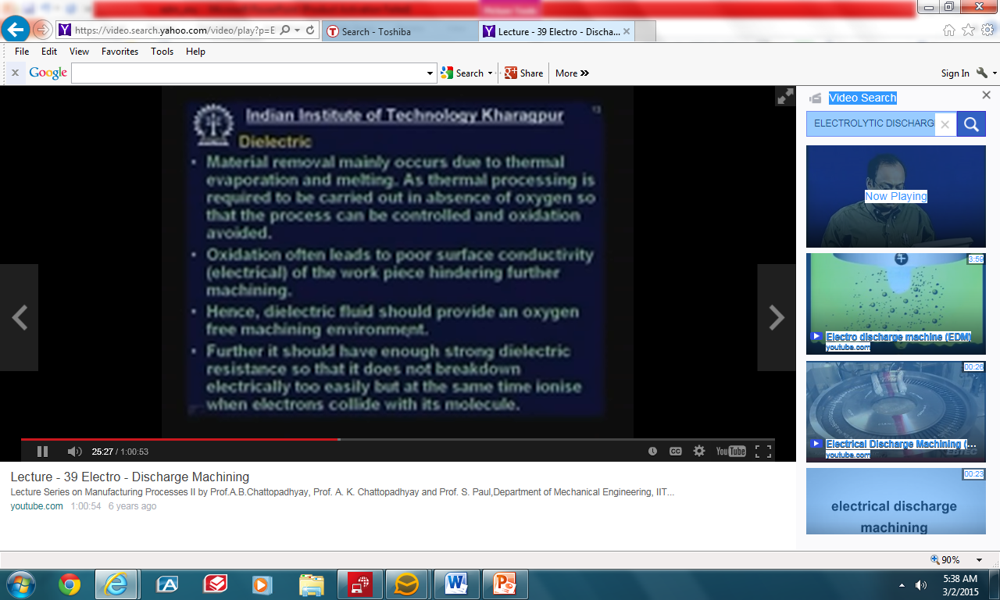 https://video.search.yahoo.com/video/play?p=E
Search - Toshiba
Lecture - 39 Electro - Discha...
File Edit View Favorites Tools Help
x Google Search Share More »
Sign In
Indian Institute of Technology Kharagpur
13
Dielectric
• Material removal mainly occurs due to thermal
evaporation and melting. As thermal processing is
required to be carried out in absence of oxygen so
that the process can be controlled and oxidation
avoided.
• Oxidation often leads to poor surface conductivity
(electrical) of the work piece hindering further
machining.
• Hence, dielectric fluid should provide an oxygen
free machining environment.
• Further it should have enough strong dielectric
resistance so that it does not breakdown
electrically too easily but at the same time ionise
when electrons collide with its molecule.
25:27 / 1:00:53
CC
YouTube
Lecture - 39 Electro - Discharge Machining
Lecture Series on Manufacturing Processes II by Prof.A.B.Chattopadhyay, Prof. A. K. Chattopadhyay and Prof. S. Paul,Department of Mechanical Engineering, IIT...
youtube.com 1:00:54 6 years ago
Video Search
ELECTROLYTIC DISCHARG
Now Playing
3:59
Electro discharge machine (EDM)
youtube.com
00:26
Electrical Discharge Machining (...
youtube.com
00:23
electrical discharge
machining
90%
5:38 AM
3/2/2015